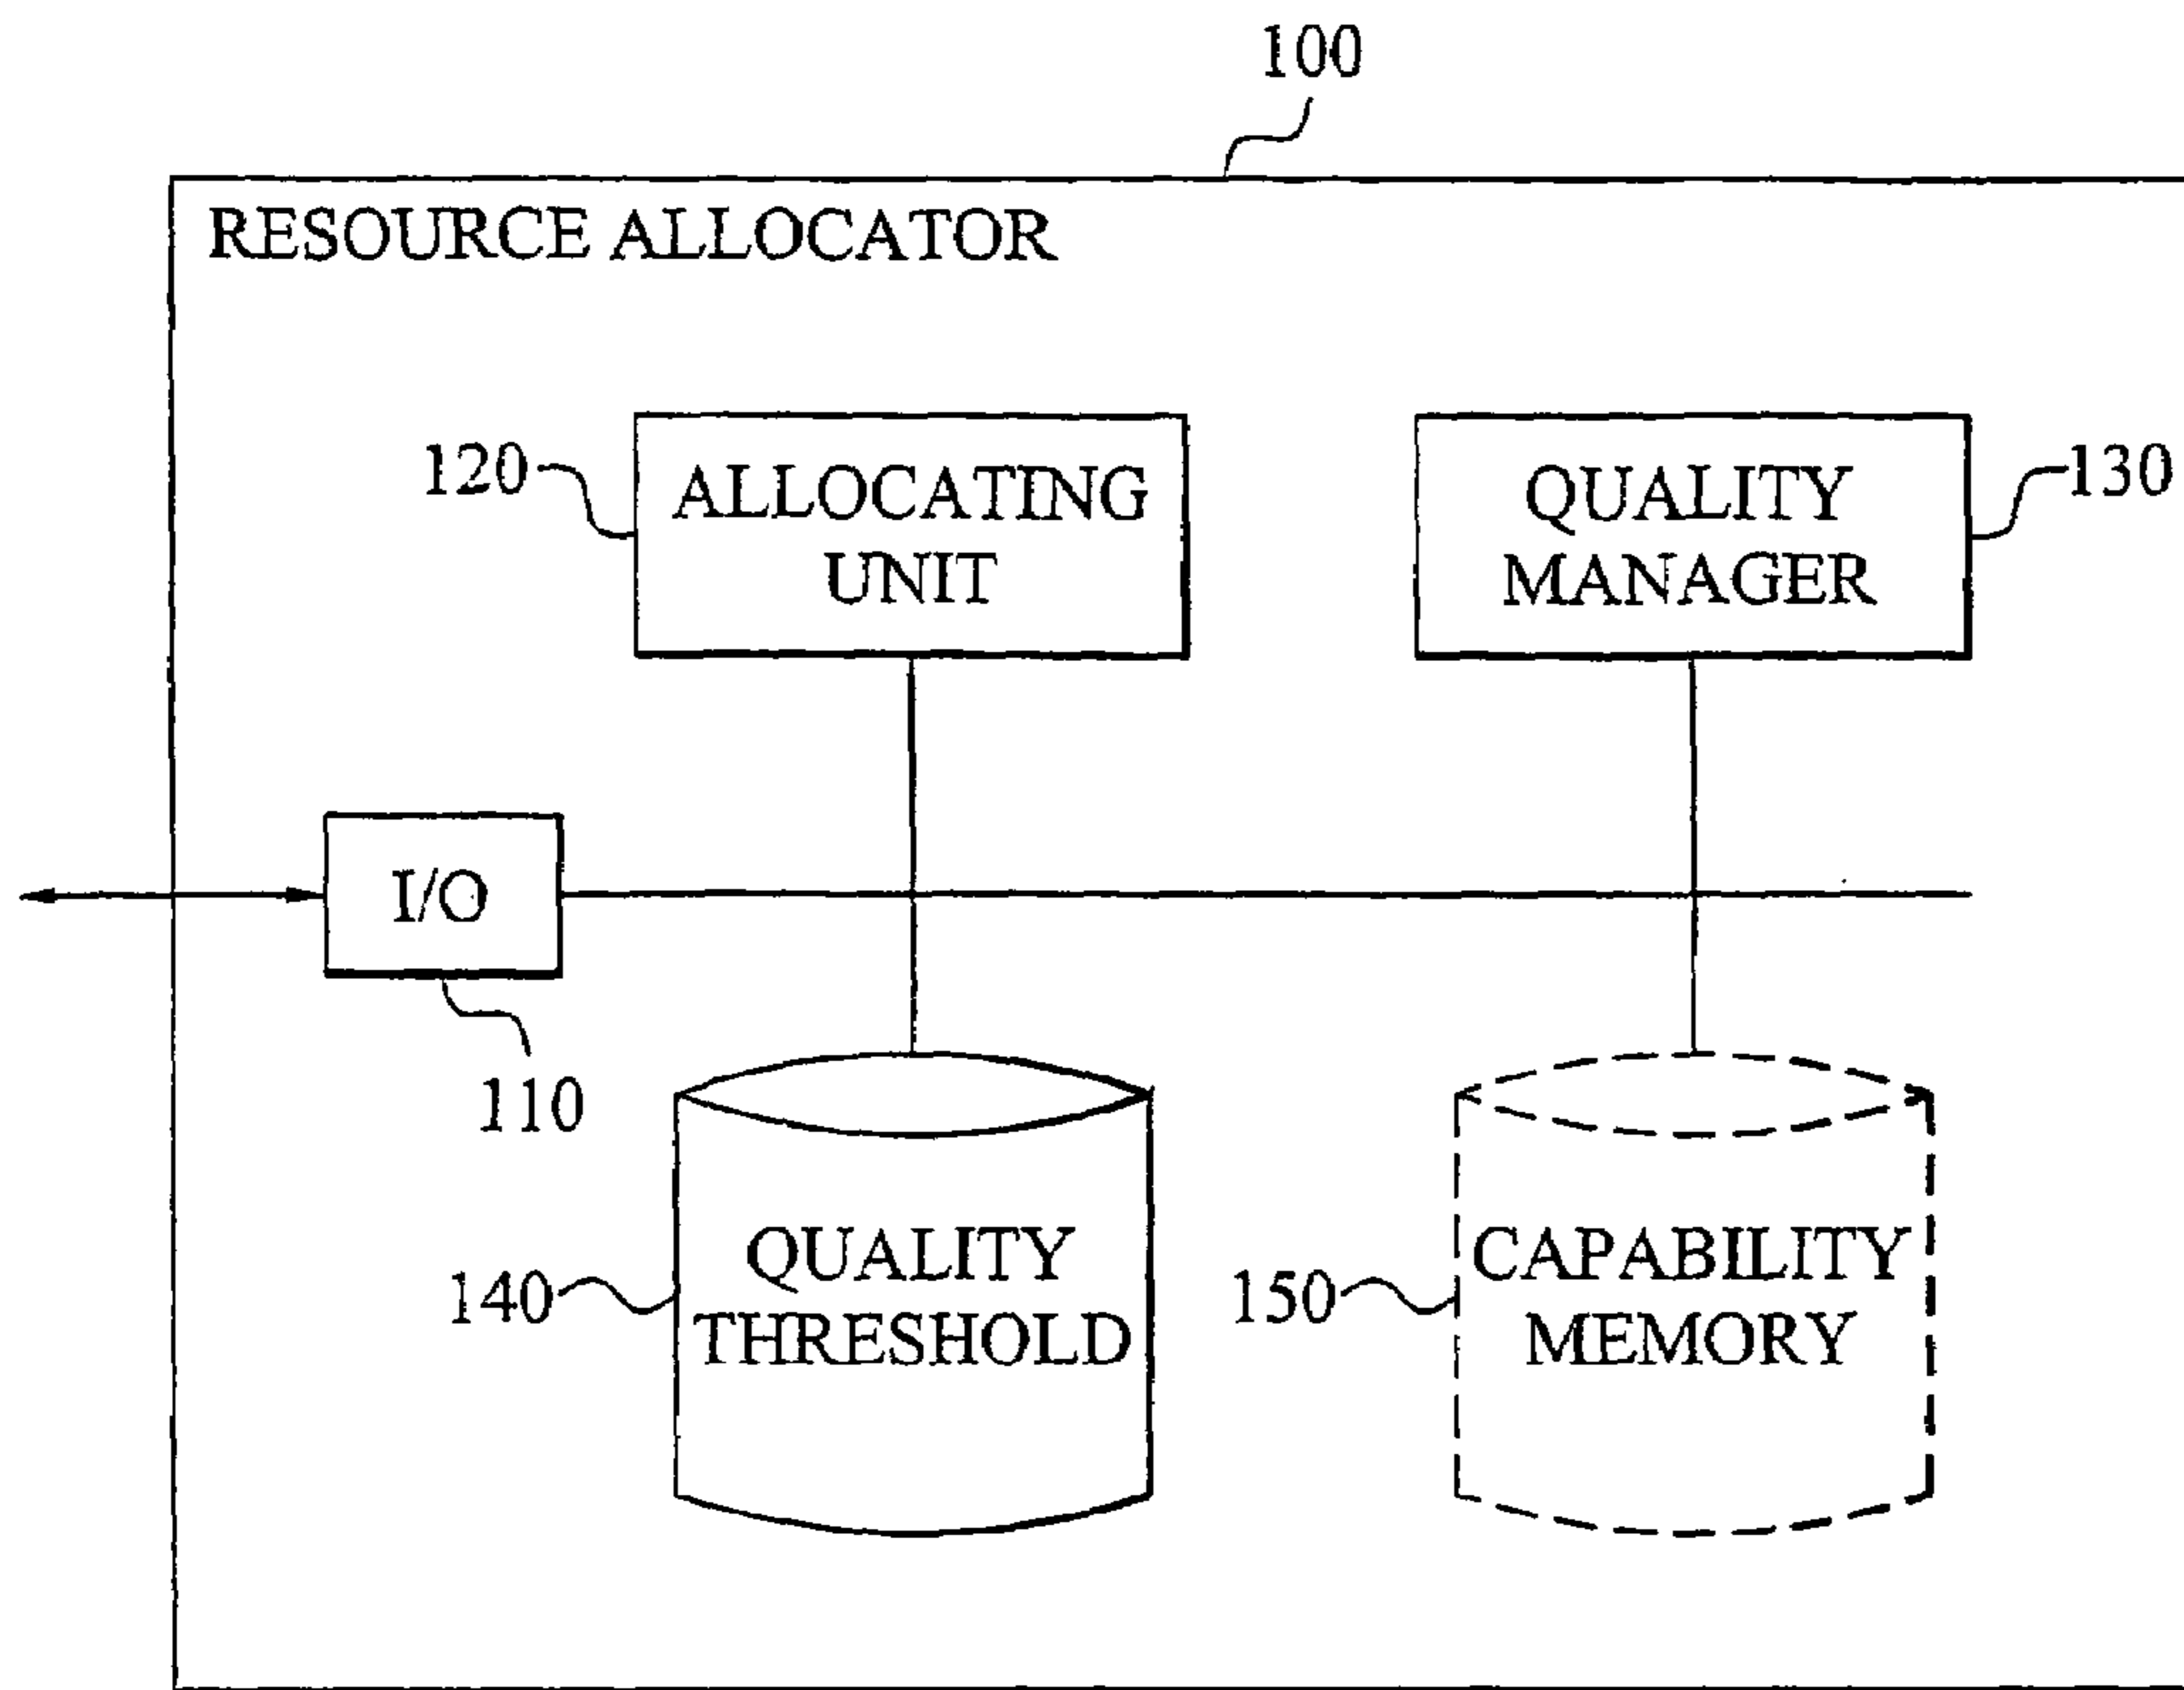 100
RESOURCE ALLOCATOR
120
ALLOCATING
UNIT
QUALITY
MANAGER
130
I/O
110
140
QUALITY
THRESHOLD
150
CAPABILITY
MEMORY